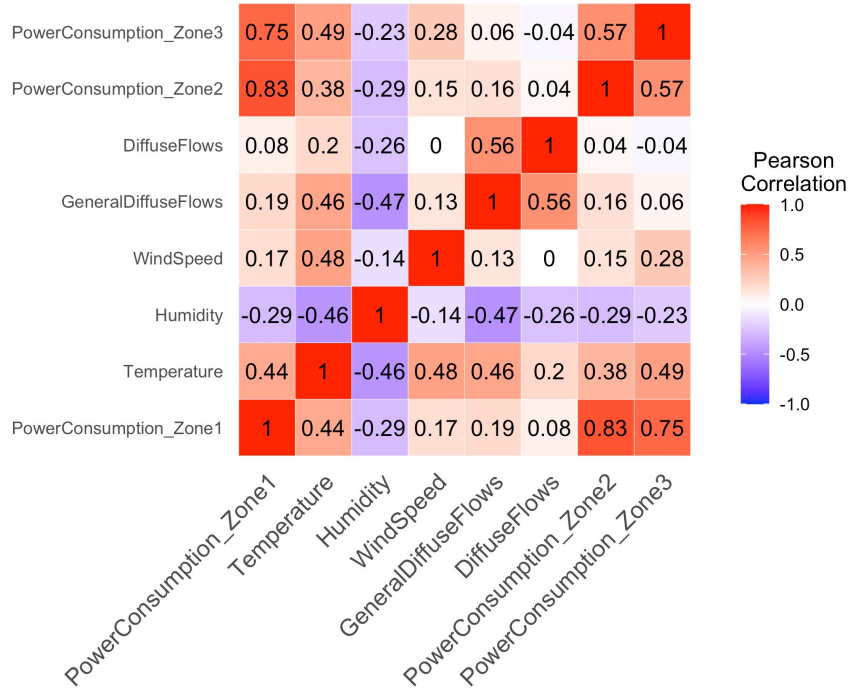 PowerConsumption_Zone3 0.75 0.49 -0.23 0.28 0.06 -0.04 0.57 1
PowerConsumption_Zone2 0.83 0.38 -0.29 0.15 0.16 0.04 1 0.57
DiffuseFlows 0.08 0.2 -0.26 0 0.56 1 0.04 -0.04
GeneralDiffuseFlows 0.19 0.46 -0.47 0.13 1 0.56 0.16 0.06
WindSpeed 0.17 0.48 -0.14 1 0.13 0 0.15 0.28
Humidity -0.29 -0.46 1 -0.14 -0.47 -0.26 -0.29 -0.23
Temperature 0.44 1 -0.46 0.48 0.46 0.2 0.38 0.49
PowerConsumption_Zone1 1 0.44 -0.29 0.17 0.19 0.08 0.83 0.75
PowerConsumption_Zone1
Temperature
Humidity
WindSpeed
GeneralDiffuseFlows
DiffuseFlows
PowerConsumption_Zone2
PowerConsumption_Zone3
Pearson
Correlation
1.0
0.5
0.0
-0.5
-1.0